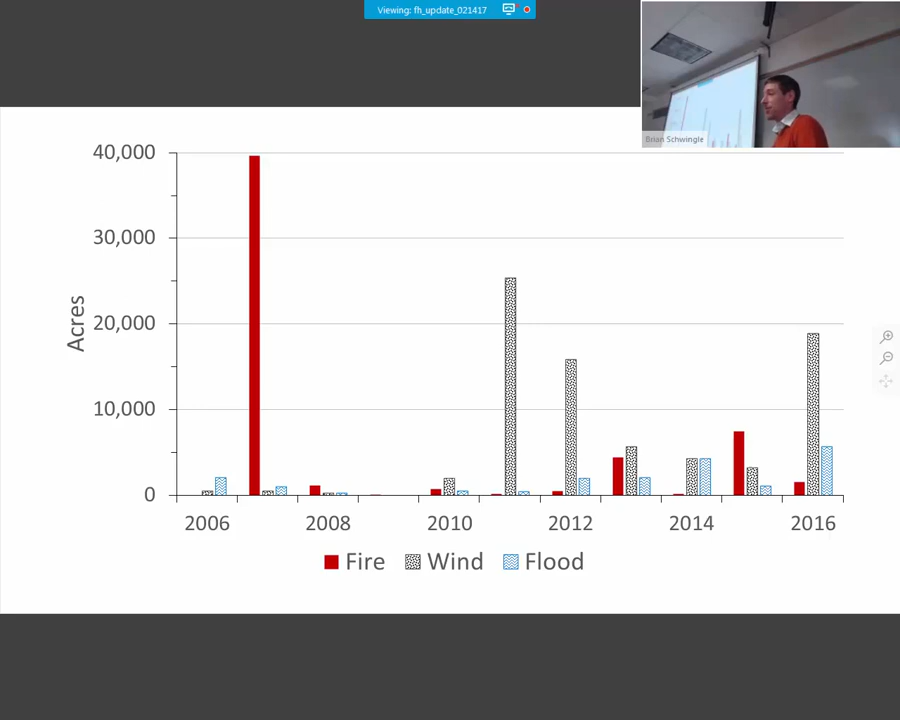 Viewing: fh_update_021417
Brian Schwingle
40,000
30,000
20,000
10,000
0
Acres
2006 2008 2010 2012 2014 2016
Fire Wind Flood